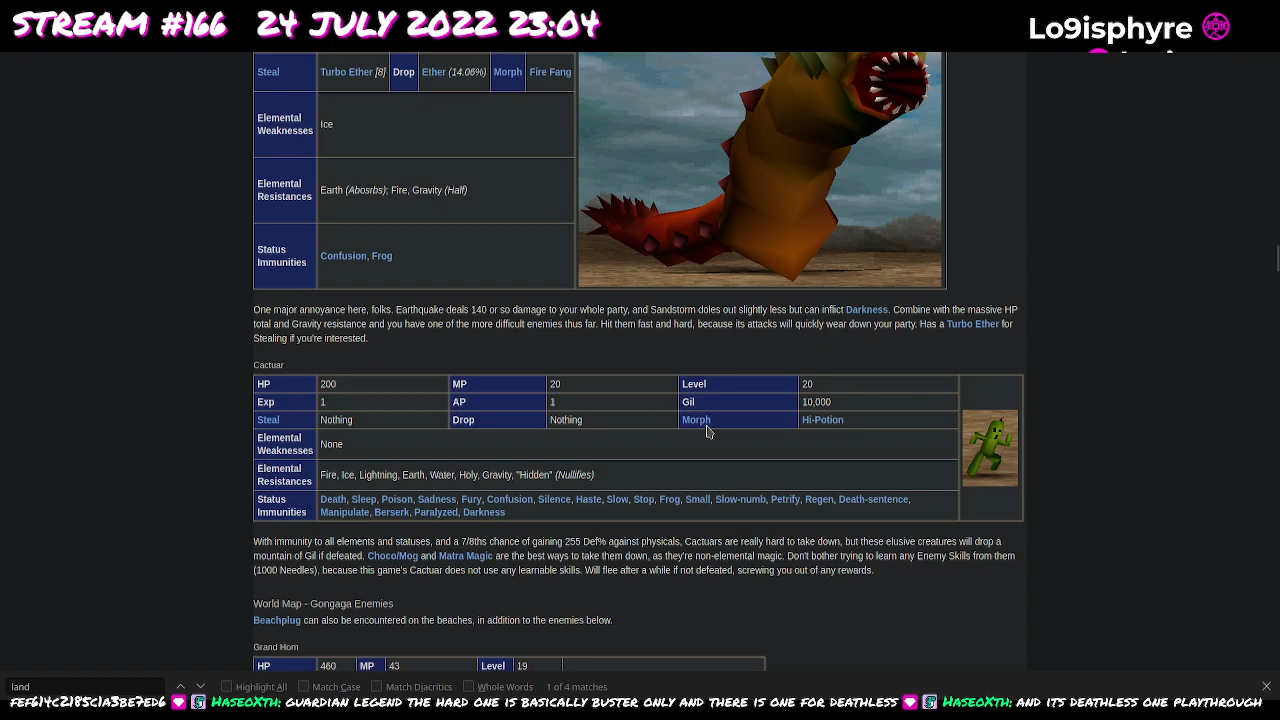 STREAM #166 24 JULY 2022 23:04
Lo9isphyre
Steal Turbo Ether [8] Drop Ether (14.06%) Morph Fire Fang
Elemental Weaknesses Ice
Elemental Resistances Earth (Abosrbs); Fire, Gravity (Half)
Status Immunities Confusion, Frog
One major annoyance here, folks. Earthquake deals 140 or so damage to your whole party, and Sandstorm doles out slightly less but can inflict Darkness. Combine with the massive HP
total and Gravity resistance and you have one of the more difficult enemies thus far. Hit them fast and hard, because its attacks will quickly wear down your party. Has a Turbo Ether for
Stealing if you're interested.
Cactuar
HP 200 MP 20 Level 20
Exp 1 AP 1 Gil 10,000
Steal Nothing Drop Nothing Morph Hi-Potion
Elemental Weaknesses None
Elemental Resistances Fire, Ice, Lightning, Earth, Water, Holy, Gravity, "Hidden" (Nullifies)
Status Immunities Death, Sleep, Poison, Sadness, Fury, Confusion, Silence, Haste, Slow, Stop, Frog, Small, Slow-numb, Petrify, Regen, Death-sentence,
Manipulate, Berserk, Paralyzed, Darkness
With immunity to all elements and statuses, and a 7/8ths chance of gaining 255 Def% against physicals, Cactuars are really hard to take down, but these elusive creatures will drop a
mountain of Gil if defeated. Choco/Mog and Matra Magic are the best ways to take them down, as they're non-elemental magic. Don't bother trying to learn any Enemy Skills from them
(1000 Needles), because this game's Cactuar does not use any learnable skills. Will flee after a while if not defeated, screwing you out of any rewards.
World Map - Gongaga Enemies
Beachplug can also be encountered on the beaches, in addition to the enemies below.
Grand Horn
HP 460 MP 43 Level 19
land Highlight All Match Case Match Diacritics Whole Words 1 of 4 matches
fef614c2185c1a3be7ed6 HaseoXth: guardian legend the hard one is basically buster only and there is one for deathless HaseoXth: and its deathless one playthrough